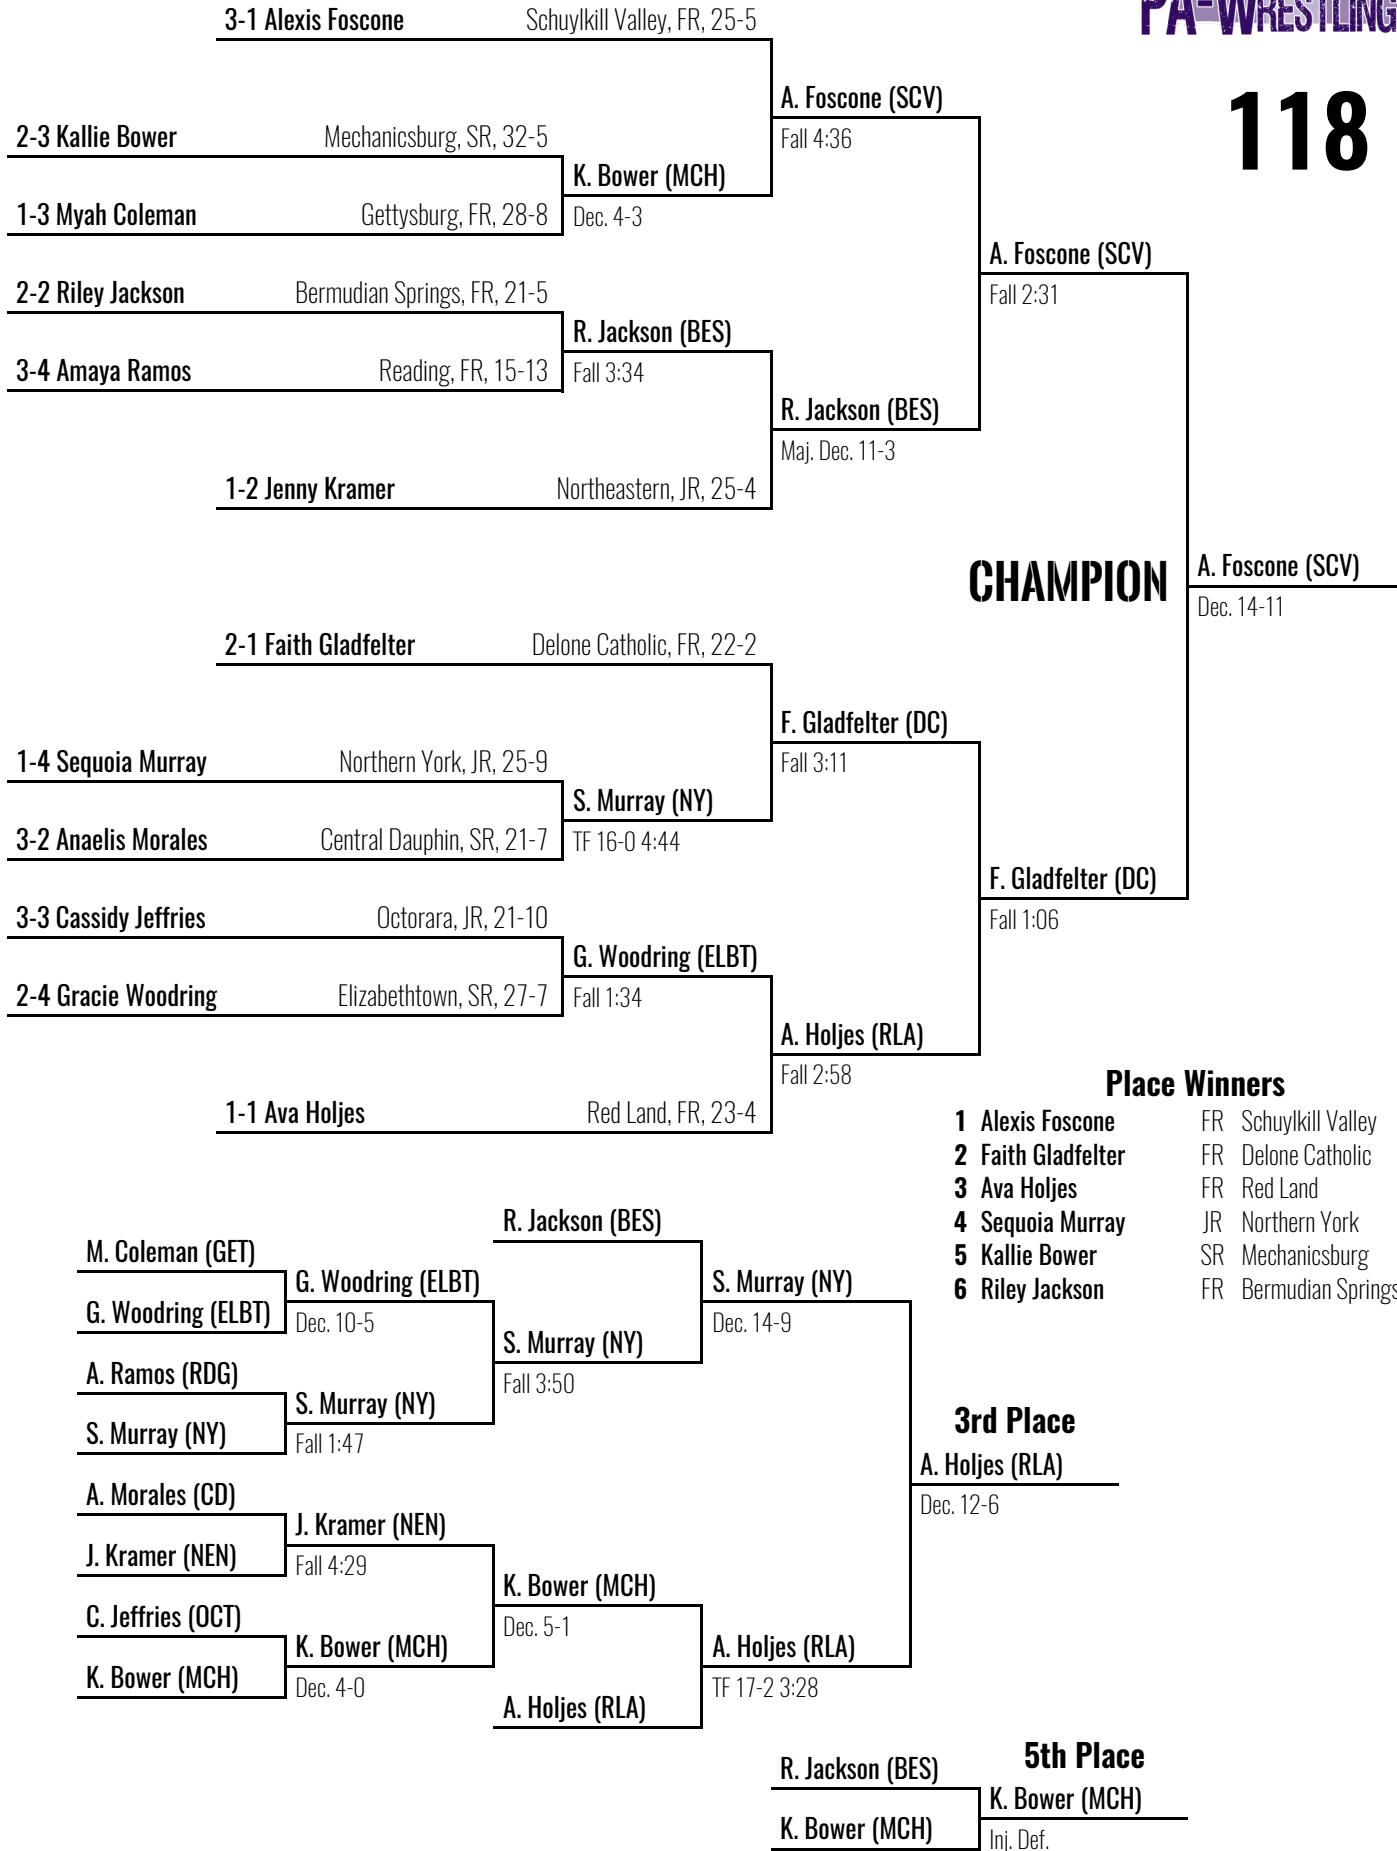 PA-WRESTLING
118
3-1 Alexis Foscone Schuylkill Valley, FR, 25-5
A. Foscone (SCV)
Fall 4:36
2-3 Kallie Bower Mechanicsburg, SR, 32-5
K. Bower (MCH)
Dec. 4-3
1-3 Myah Coleman Gettysburg, FR, 28-8
A. Foscone (SCV)
Fall 2:31
2-2 Riley Jackson Bermudian Springs, FR, 21-5
R. Jackson (BES)
Fall 3:34
3-4 Amaya Ramos Reading, FR, 15-13
R. Jackson (BES)
Maj. Dec. 11-3
1-2 Jenny Kramer Northeastern, JR, 25-4
CHAMPION
A. Foscone (SCV)
Dec. 14-11
2-1 Faith Gladfelter Delone Catholic, FR, 22-2
F. Gladfelter (DC)
Fall 3:11
1-4 Sequoia Murray Northern York, JR, 25-9
S. Murray (NY)
TF 16-0 4:44
3-2 Anaelis Morales Central Dauphin, SR, 21-7
F. Gladfelter (DC)
Fall 1:06
3-3 Cassidy Jeffries Octorara, JR, 21-10
G. Woodring (ELBT)
Fall 1:34
2-4 Gracie Woodring Elizabethtown, SR, 27-7
A. Holjes (RLA)
Fall 2:58
1-1 Ava Holjes Red Land, FR, 23-4
Place Winners
1 Alexis Foscone FR Schuylkill Valley
2 Faith Gladfelter FR Delone Catholic
3 Ava Holjes FR Red Land
4 Sequoia Murray JR Northern York
5 Kallie Bower SR Mechanicsburg
6 Riley Jackson FR Bermudian Springs
R. Jackson (BES)
M. Coleman (GET)
G. Woodring (ELBT)
Dec. 10-5
G. Woodring (ELBT)
S. Murray (NY)
Dec. 14-9
S. Murray (NY)
Fall 3:50
A. Ramos (RDG)
S. Murray (NY)
Fall 1:47
S. Murray (NY)
3rd Place
A. Holjes (RLA)
Dec. 12-6
A. Morales (CD)
J. Kramer (NEN)
Fall 4:29
J. Kramer (NEN)
K. Bower (MCH)
Dec. 5-1
C. Jeffries (OCT)
K. Bower (MCH)
Dec. 4-0
K. Bower (MCH)
A. Holjes (RLA)
TF 17-2 3:28
A. Holjes (RLA)
5th Place
R. Jackson (BES)
K. Bower (MCH)
Inj. Def.
K. Bower (MCH)